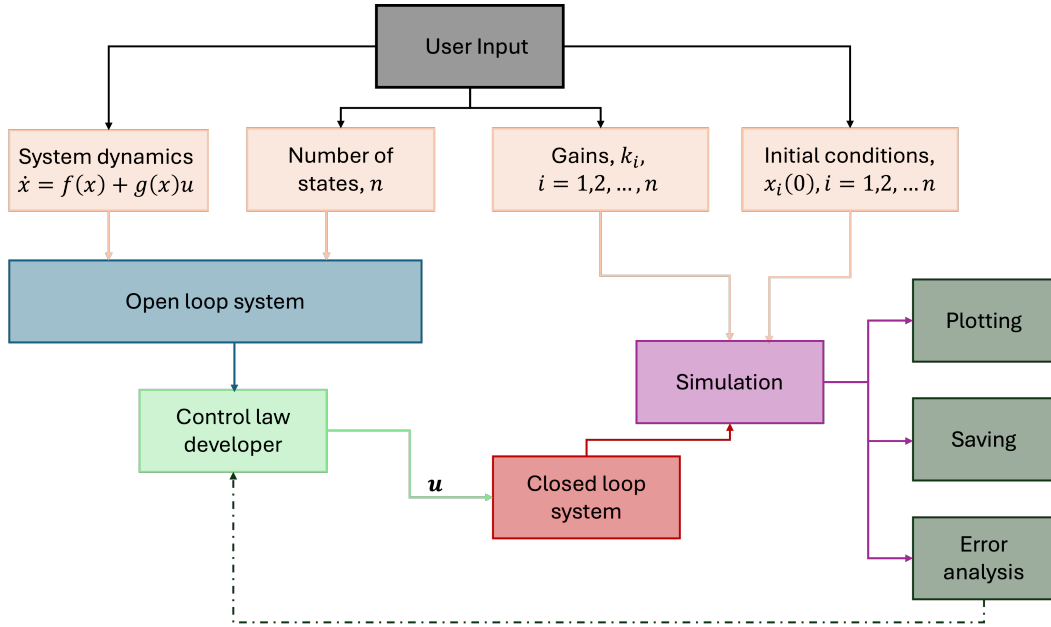 User Input
System dynamics
ẋ = f(x) + g(x)u
Number of
states, n
Gains, kᵢ,
i = 1,2, … , n
Initial conditions,
xᵢ(0), i = 1,2, … n
Open loop system
Plotting
Simulation
Control law
developer
Saving
u
Closed loop
system
Error
analysis